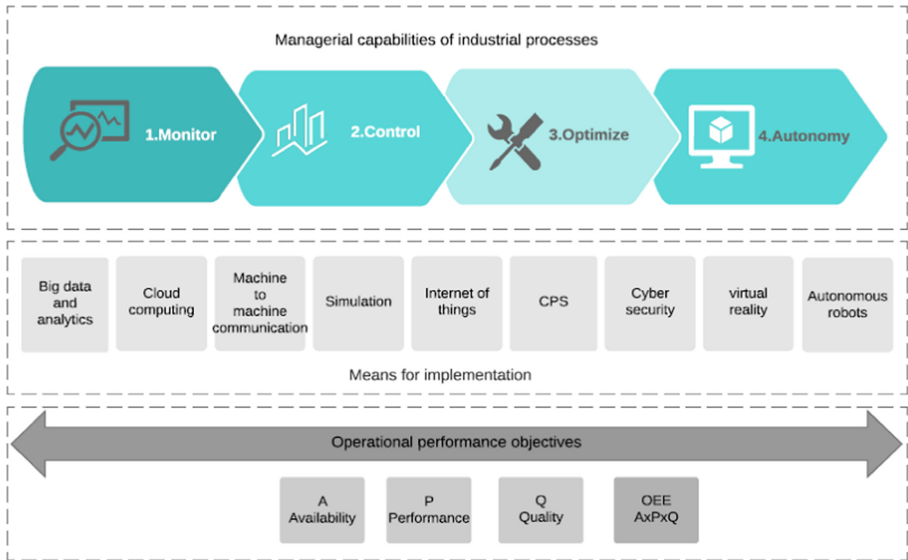 Managerial capabilities of industrial processes
1.Monitor
2.Control
3.Optimize
4.Autonomy
Big data
and
analytics
Cloud
computing
Machine
to
machine
communication
Simulation
Internet of
things
CPS
Cyber
security
virtual
reality
Autonomous
robots
Means for implementation
Operational performance objectives
A
Availability
P
Performance
Q
Quality
OEE
AxPxQ